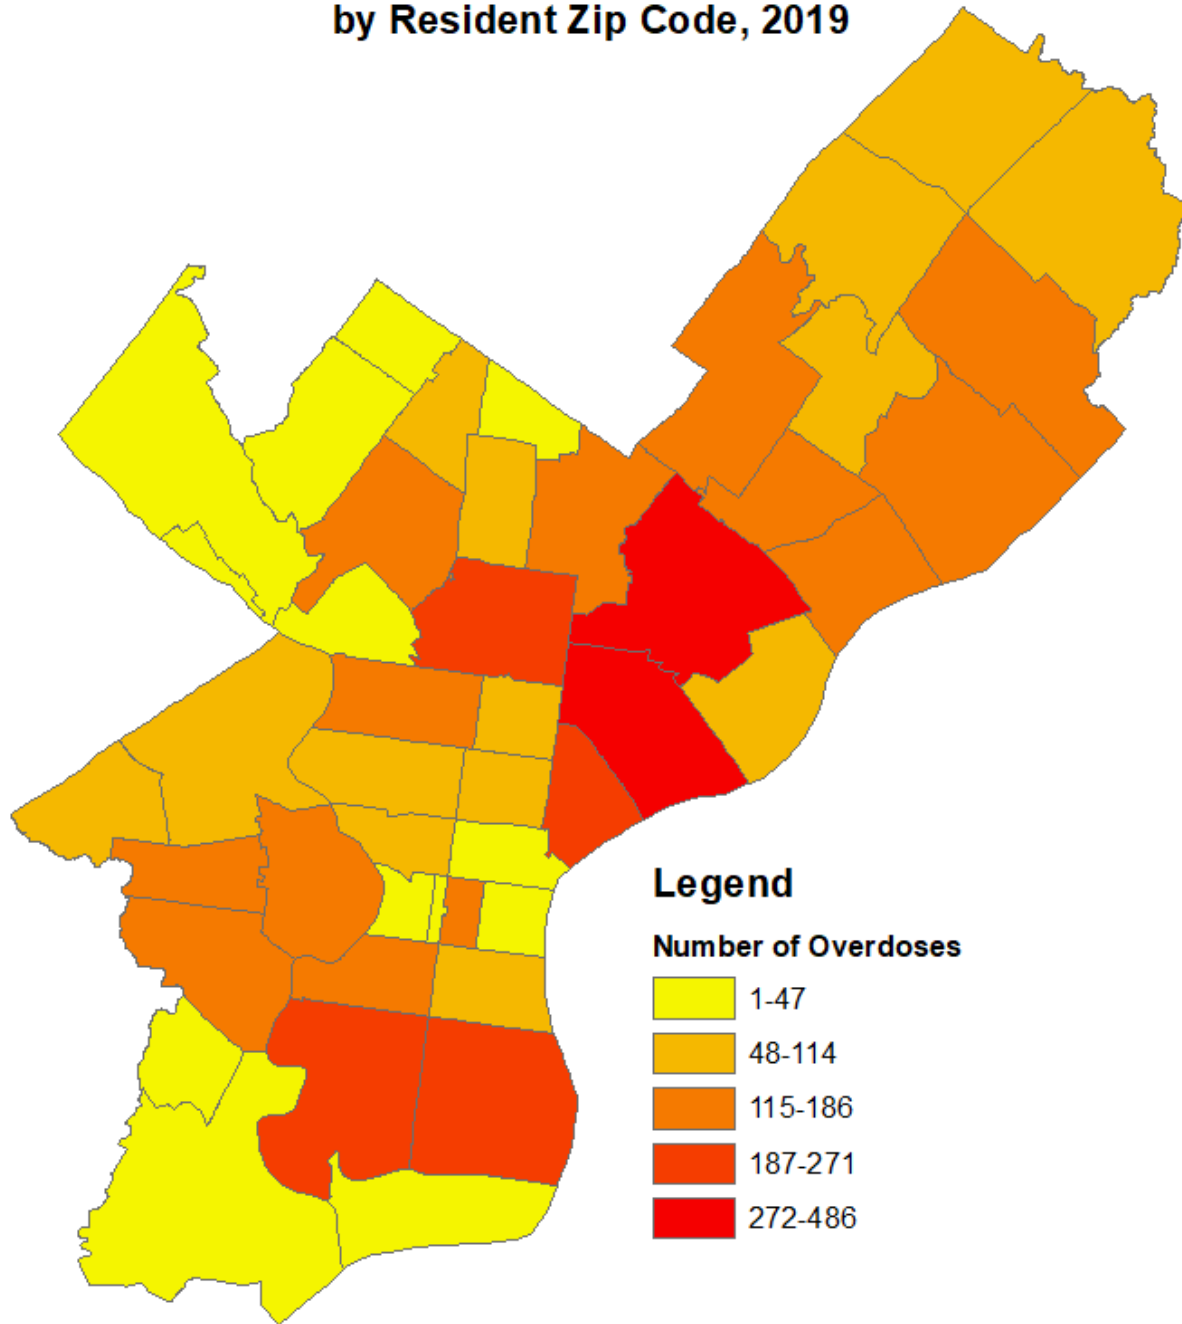 by Resident Zip Code, 2019
Legend
Number of Overdoses
1-47
48-114
115-186
187-271
272-486